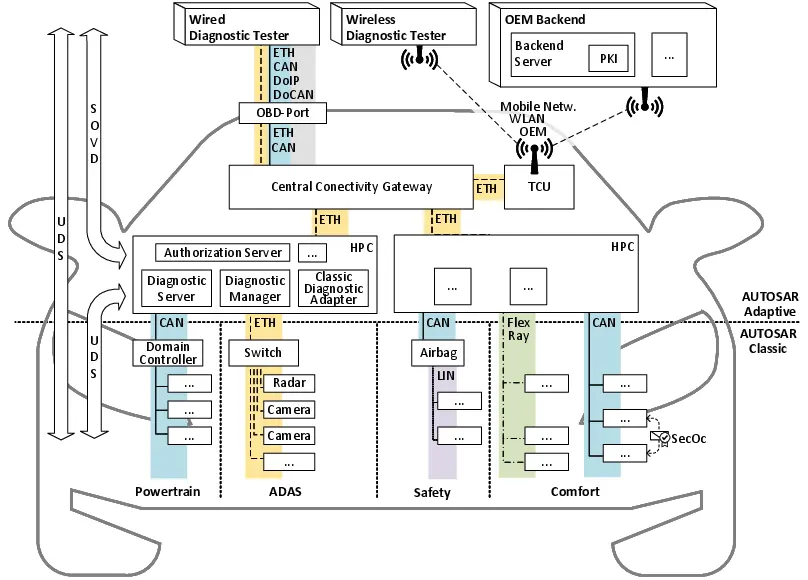 Wired
Diagnostic Tester
Wireless
Diagnostic Tester
OEM Backend
Backend
Server
PKI
...
ETH
CAN
DoIP
DoCAN
OBD-Port
ETH
CAN
Mobile Netw.
WLAN
OEM
Central Conectivity Gateway
ETH
TCU
ETH
ETH
SOVD
UDS
UDS
HPC
Authorization Server
...
Diagnostic
Server
Diagnostic
Manager
Classic
Diagnostic
Adapter
HPC
...
...
AUTOSAR
Adaptive
AUTOSAR
Classic
CAN
Domain
Controller
...
...
...
Powertrain
ETH
Switch
Radar
Camera
Camera
...
ADAS
CAN
Airbag
LIN
...
...
Safety
Flex
Ray
...
...
...
CAN
...
...
...
SecOc
Comfort